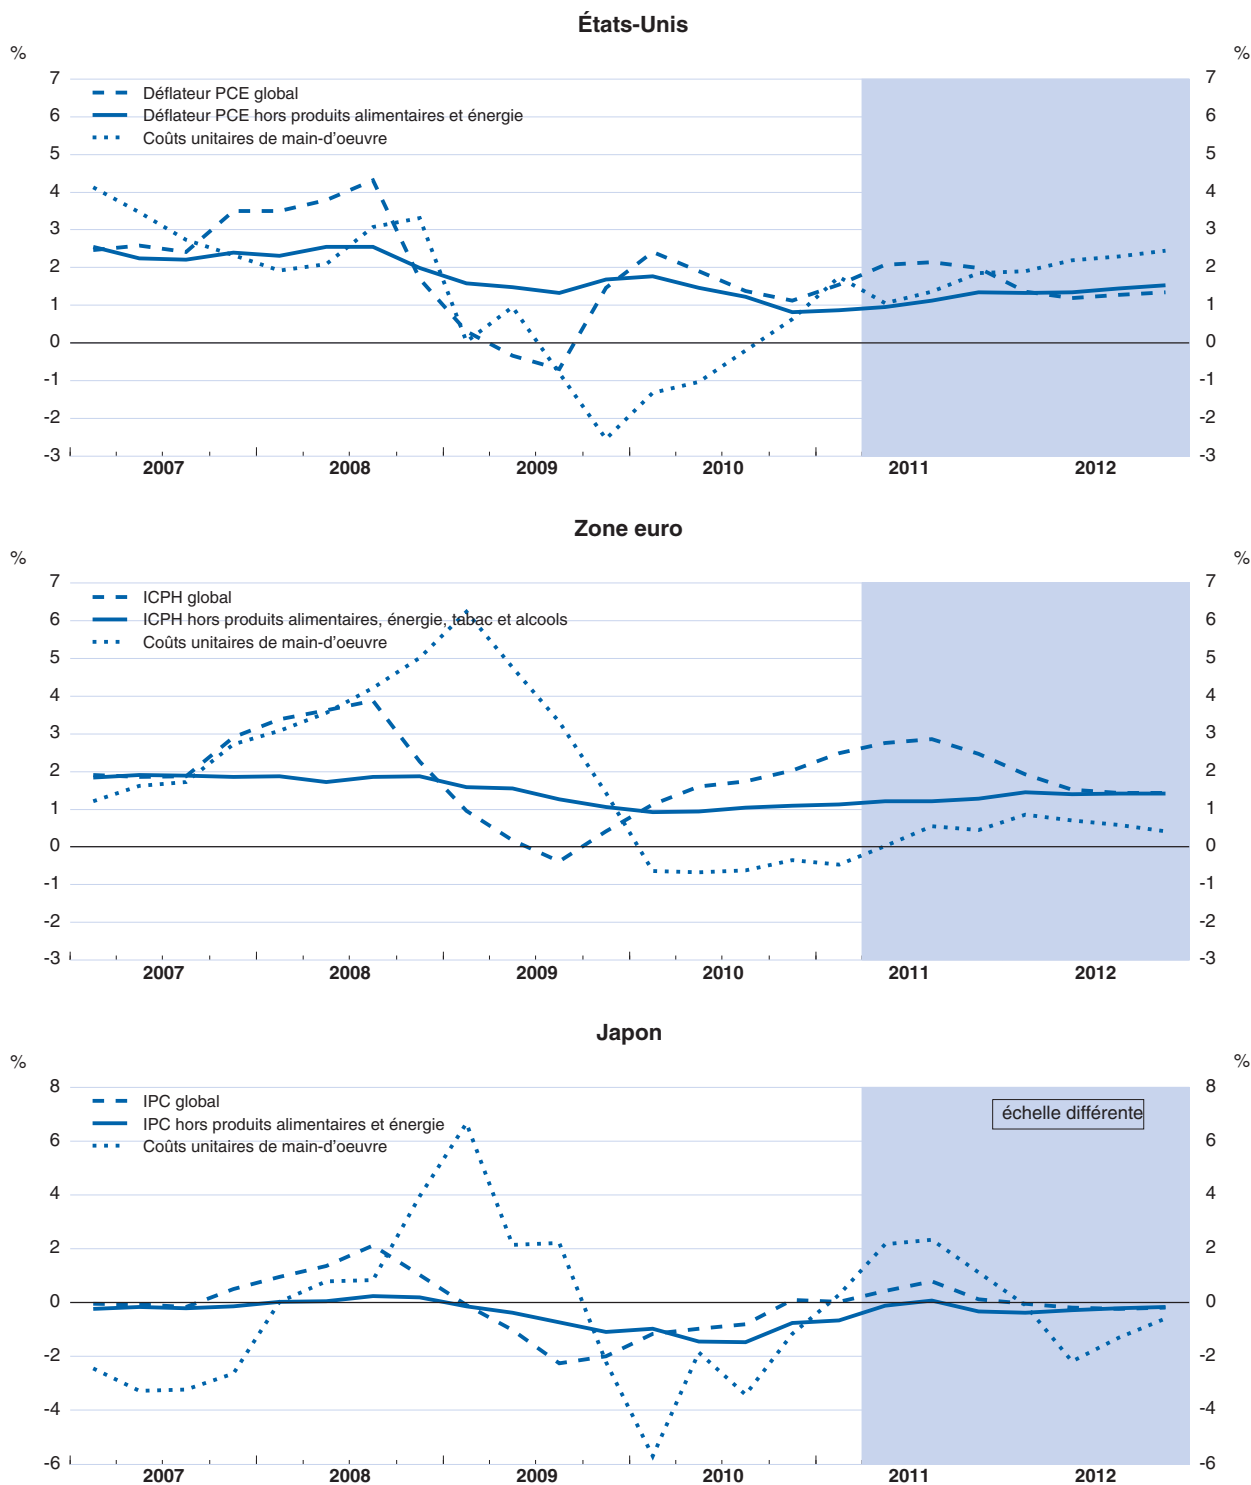 États-Unis
% %
7 7
Déflateur PCE global
6 6
Déflateur PCE hors produits alimentaires et énergie
Coûts unitaires de main-d'oeuvre
5 5
4 4
3 3
2 2
1 1
0 0
-1 -1
-2 -2
-3 -3
2007 2008 2009 2010 2011 2012
Zone euro
% %
7 7
ICPH global
6 6
ICPH hors produits alimentaires, énergie, tabac et alcools
Coûts unitaires de main-d'oeuvre
5 5
4 4
3 3
2 2
1 1
0 0
-1 -1
-2 -2
-3 -3
2007 2008 2009 2010 2011 2012
Japon
% %
8 8
IPC global
échelle différente
IPC hors produits alimentaires et énergie
6 6
Coûts unitaires de main-d'oeuvre
4 4
2 2
0 0
-2 -2
-4 -4
-6 -6
2007 2008 2009 2010 2011 2012